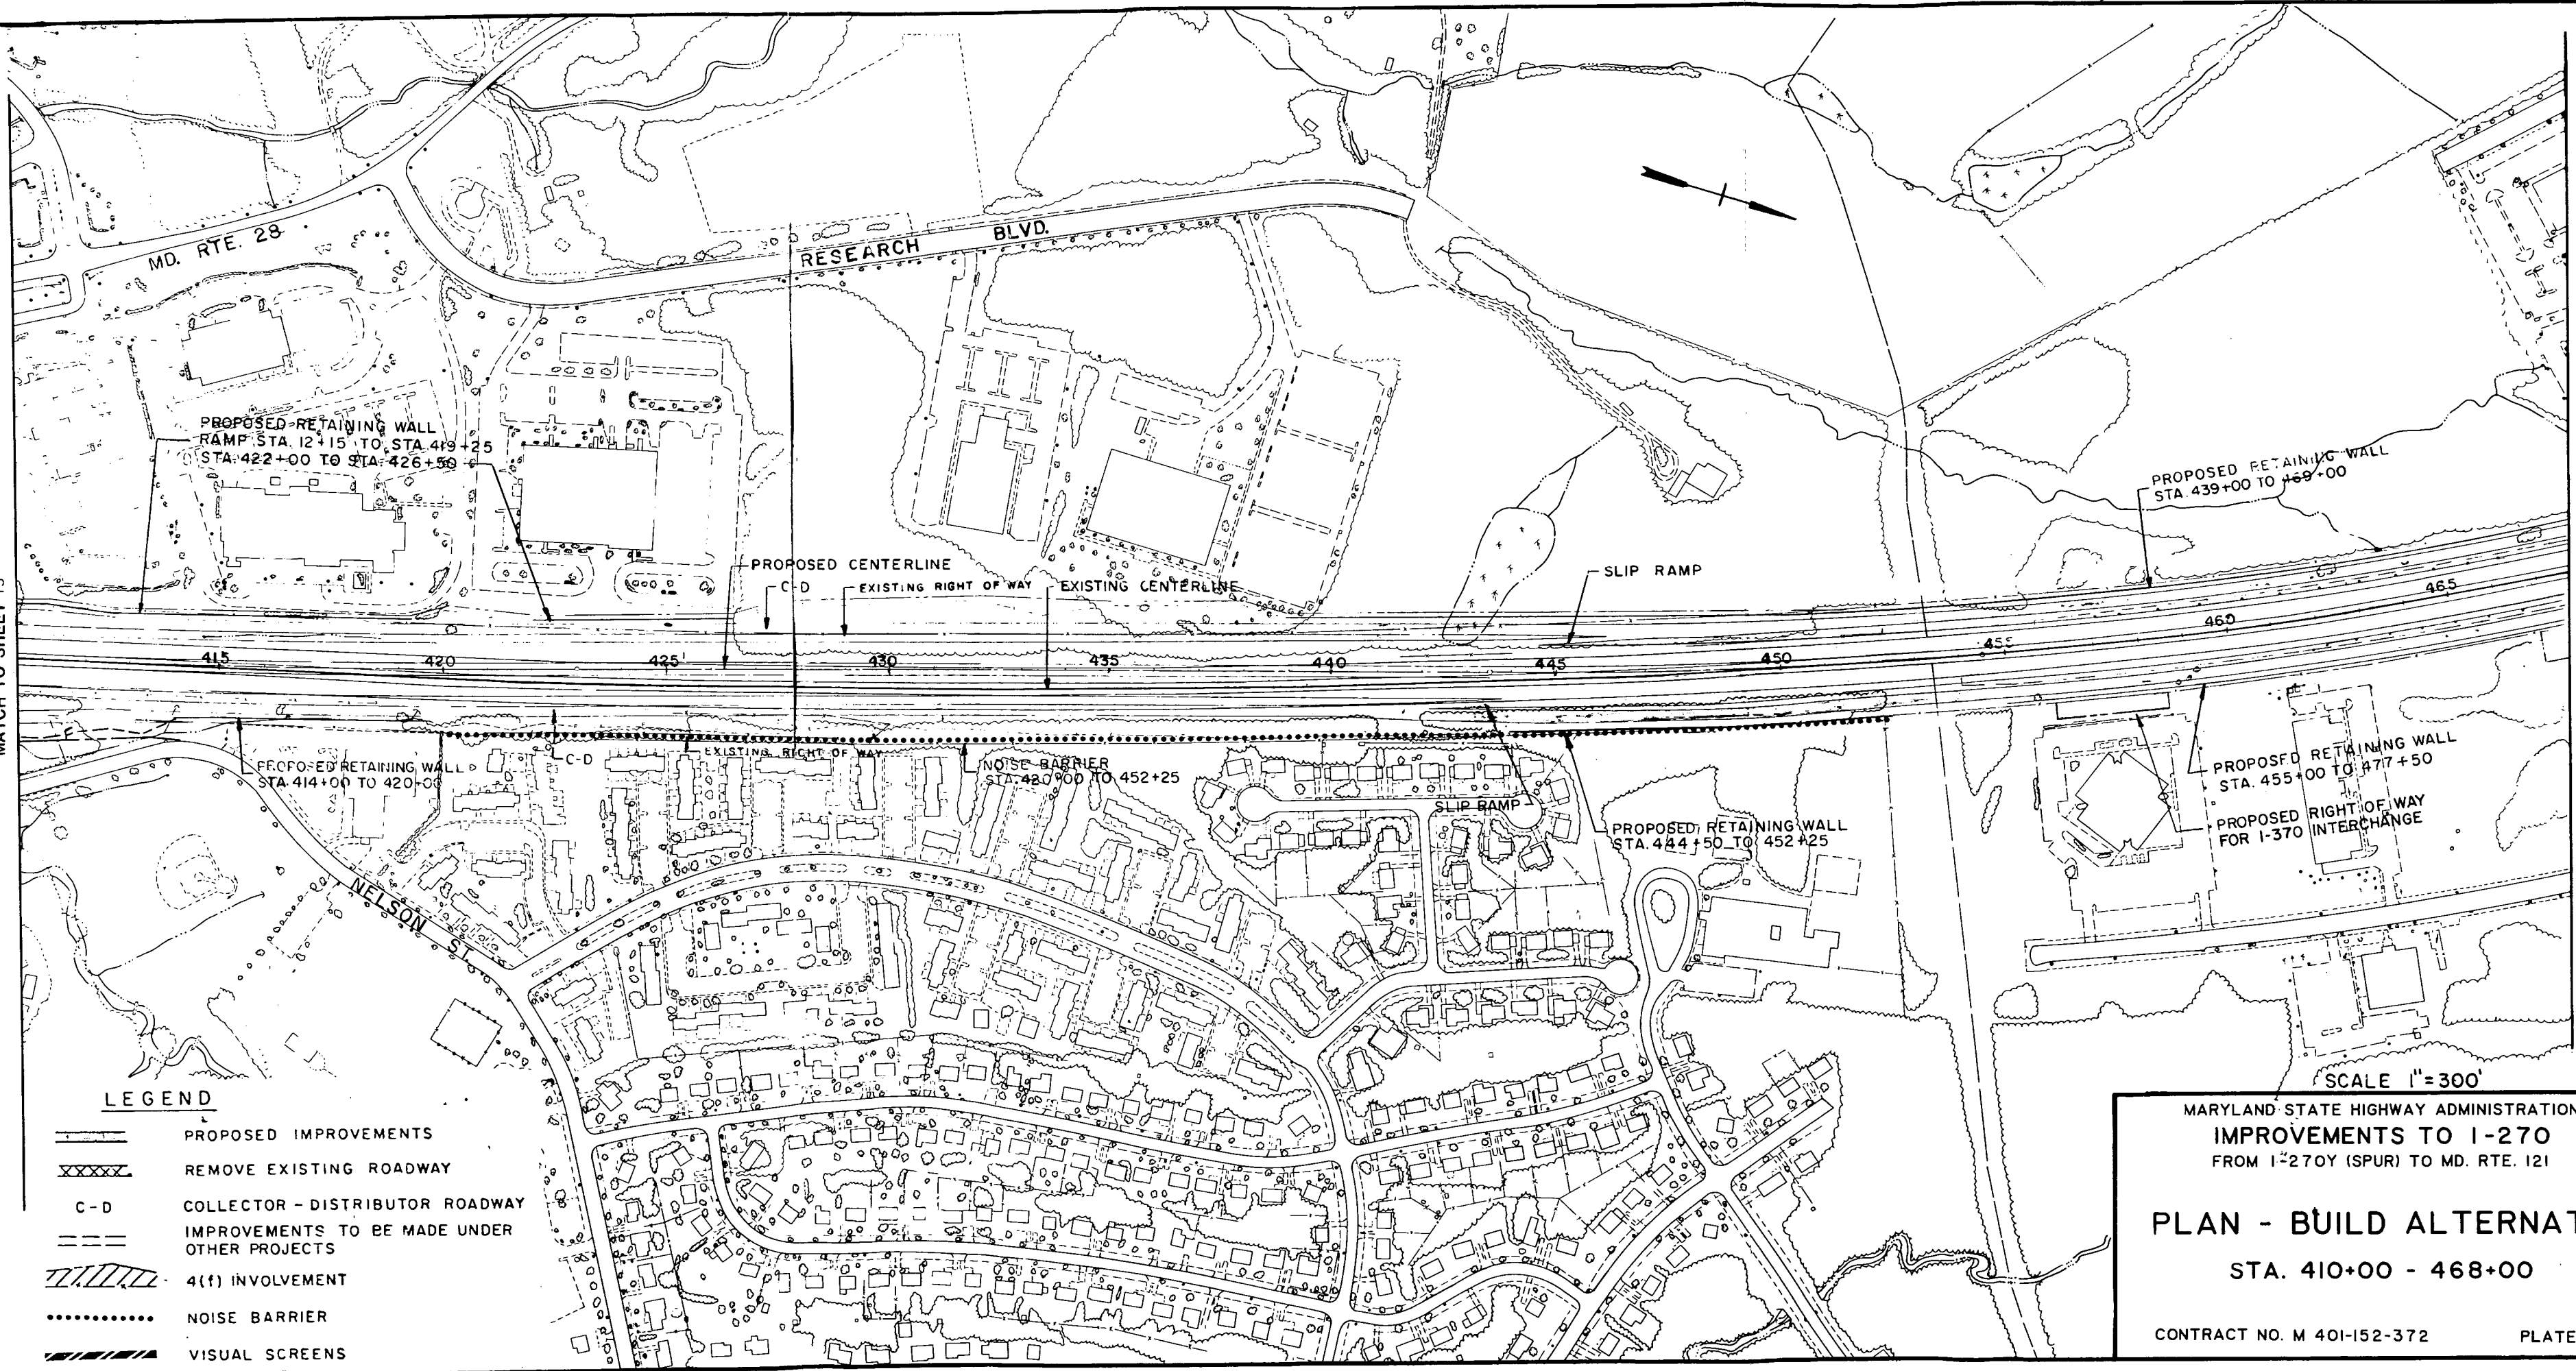 MD. RTE. 28
RESEARCH BLVD.
PROPOSED RETAINING WALL
RAMP STA. 12+15 TO STA. 419+25
STA. 422+00 TO STA. 426+50
PROPOSED RETAINING WALL
STA. 439+00 TO 469+00
PROPOSED CENTERLINE
C-D
EXISTING RIGHT OF WAY
EXISTING CENTERLINE
SLIP RAMP
415
420
425
430
435
440
445
450
455
460
465
MATCH TO SHEET
PROPOSED RETAINING WALL
STA. 414+00 TO 420+00
C-D
EXISTING RIGHT OF WAY
NOISE BARRIER
STA. 420+00 TO 452+25
SLIP RAMP
PROPOSED RETAINING WALL
STA. 444+50 TO 452+25
PROPOSED RETAINING WALL
STA. 455+00 TO 477+50
PROPOSED RIGHT OF WAY
FOR I-370 INTERCHANGE
NELSON ST.
LEGEND
PROPOSED IMPROVEMENTS
REMOVE EXISTING ROADWAY
C-D COLLECTOR-DISTRIBUTOR ROADWAY
IMPROVEMENTS TO BE MADE UNDER
OTHER PROJECTS
4(f) INVOLVEMENT
NOISE BARRIER
VISUAL SCREENS
SCALE 1"=300'
MARYLAND STATE HIGHWAY ADMINISTRATION
IMPROVEMENTS TO I-270
FROM I-270Y (SPUR) TO MD. RTE. 121
PLAN - BUILD ALTERNAT
STA. 410+00 - 468+00
CONTRACT NO. M 401-152-372 PLATE